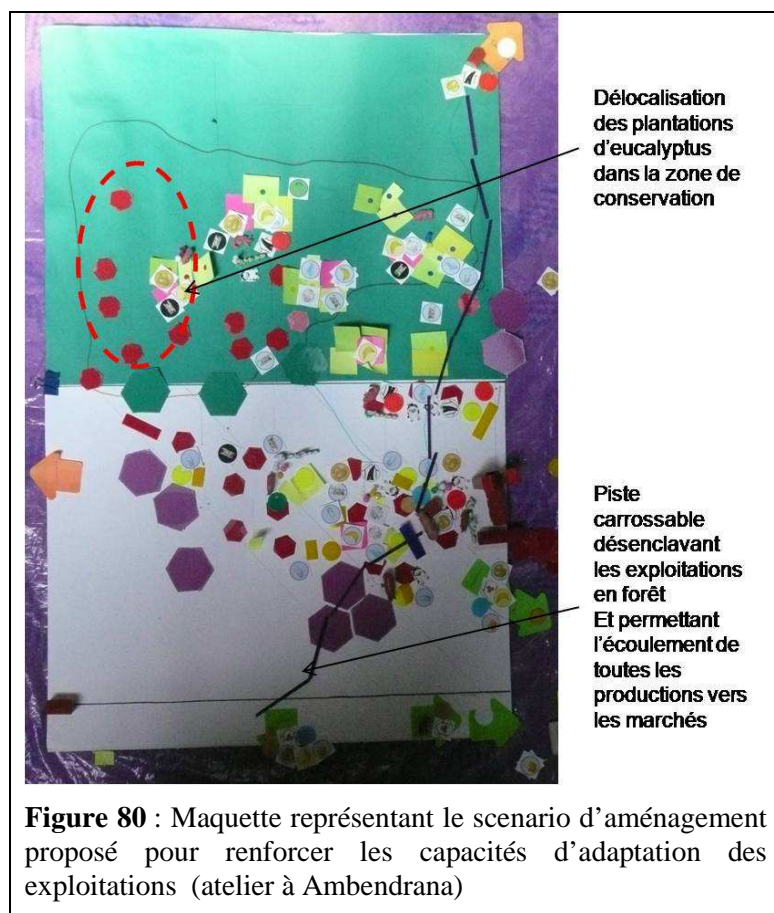 Délocalisation
des plantations
d'eucalyptus
dans la zone de
conservation
Piste
carrossable
désenclavant
les exploitations
en forêt
Et permettant
l'écoulement de
toutes les
productions vers
les marchés
Figure 80 : Maquette représentant le scenario d'aménagement
proposé pour renforcer les capacités d'adaptation des
exploitations (atelier à Ambendrana)